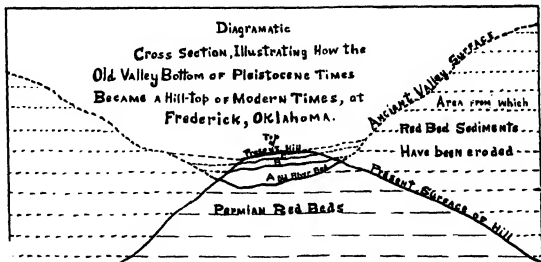 Diagramatic
Cross Section, Illustrating How the
Old Valley Bottom of Pleistocene Times
Became a Hill-top of Modern Times, at
Frederick, Oklahoma.
Ancient Valley Surface
Area from which
Red Bed Sediments
Have been eroded
Top of
Present Hill
A Old River Bed
Present Surface of Hill
Permian Red Beds